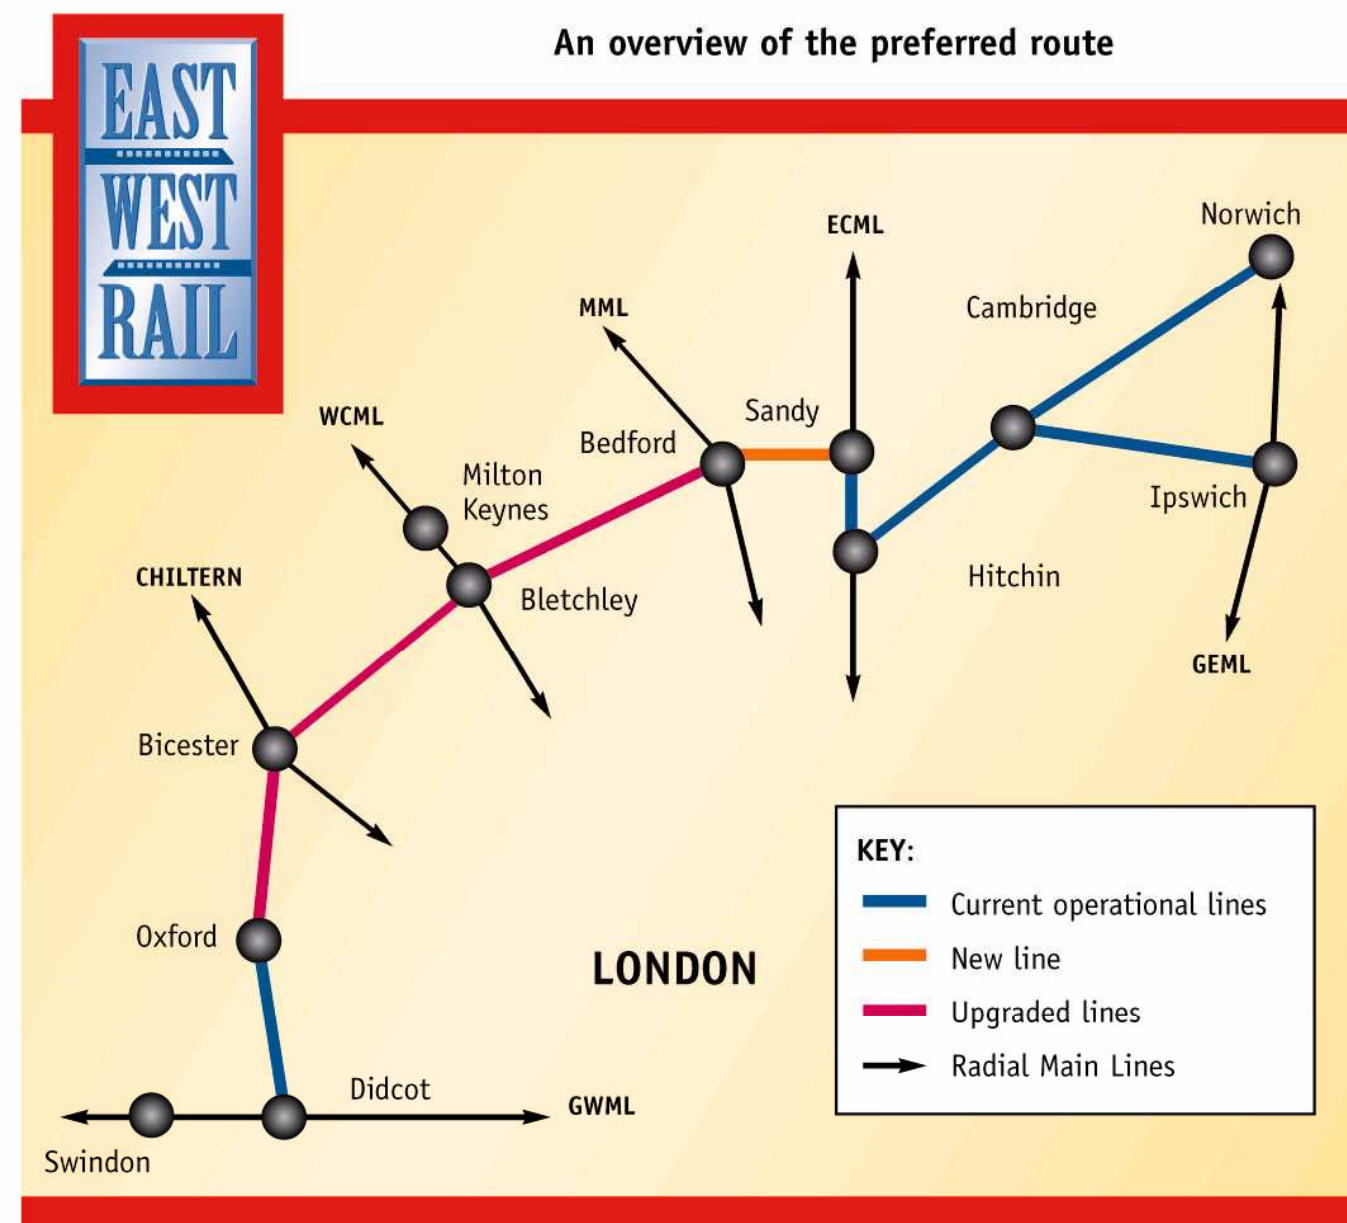 An overview of the preferred route
EAST
WEST
RAIL
Norwich
ECML
Cambridge
MML
Sandy
WCML
Bedford
Milton
Keynes
Ipswich
CHILTERN
Hitchin
Bletchley
GEML
Bicester
KEY:
Current operational lines
Oxford
New line
LONDON
Upgraded lines
Radial Main Lines
Didcot
GWML
Swindon